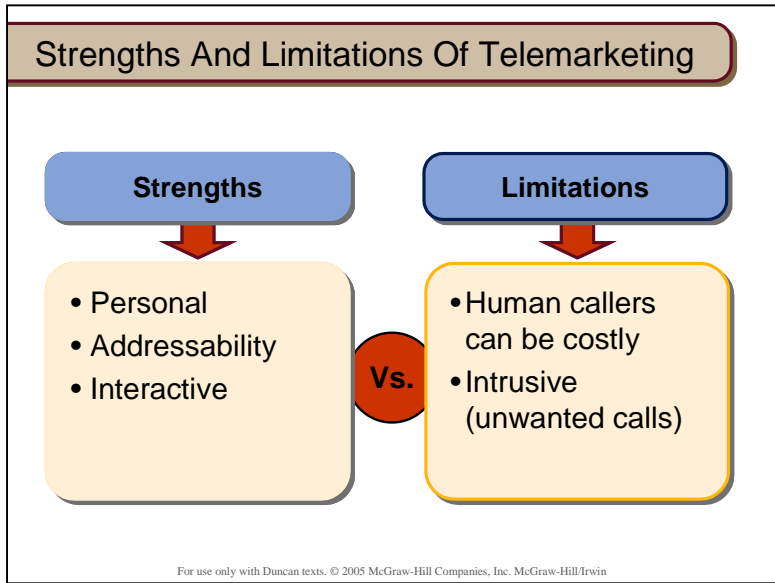 Strengths And Limitations Of Telemarketing
Strengths
• Personal
• Addressability
• Interactive
Vs.
Limitations
•Human callers
can be costly
•Intrusive
(unwanted calls)
For use only with Duncan texts. © 2005 McGraw-Hill Companies, Inc. McGraw-Hill/Irwin